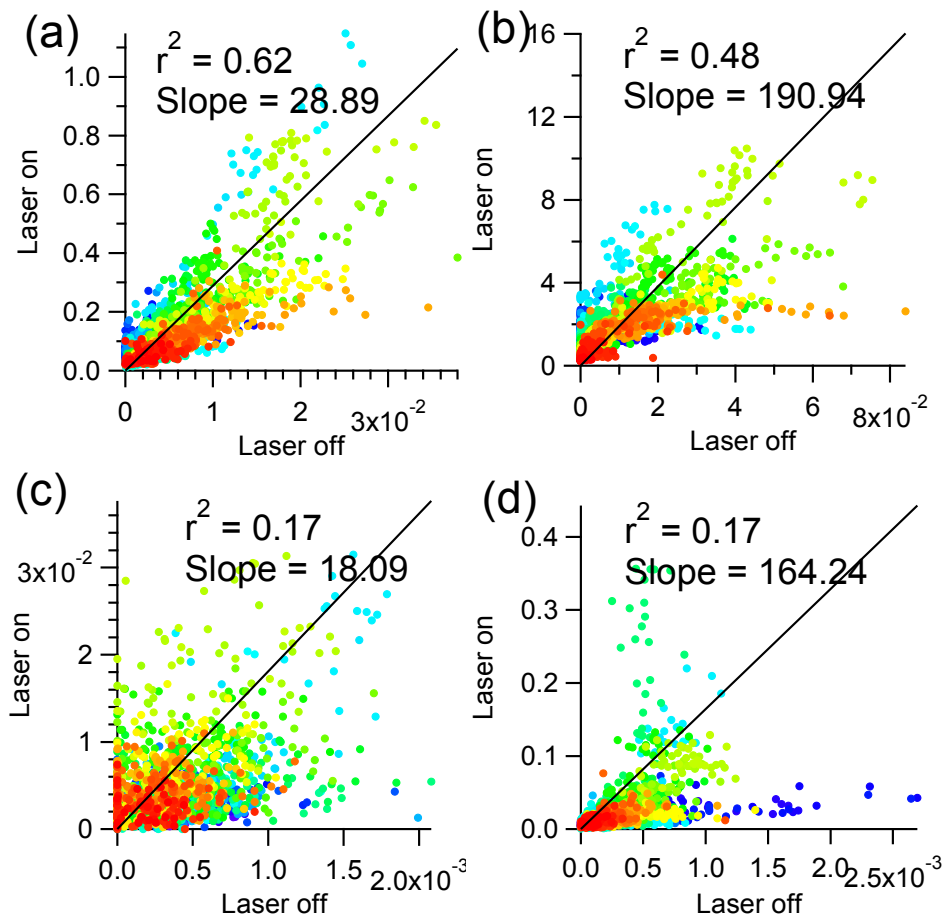 (a)
r² = 0.62
Slope = 28.89
1.0
0.8
0.6
0.4
0.2
0.0
Laser on
0 1 2 3x10⁻²
Laser off
(b)
r² = 0.48
Slope = 190.94
16
12
8
4
0
Laser on
0 2 4 6 8x10⁻²
Laser off
(c)
r² = 0.17
Slope = 18.09
3x10⁻²
2
1
0
Laser on
0.0 0.5 1.0 1.5 2.0x10⁻³
Laser off
(d)
r² = 0.17
Slope = 164.24
0.4
0.3
0.2
0.1
0.0
Laser on
0.0 0.5 1.0 1.5 2.0 2.5x10⁻³
Laser off